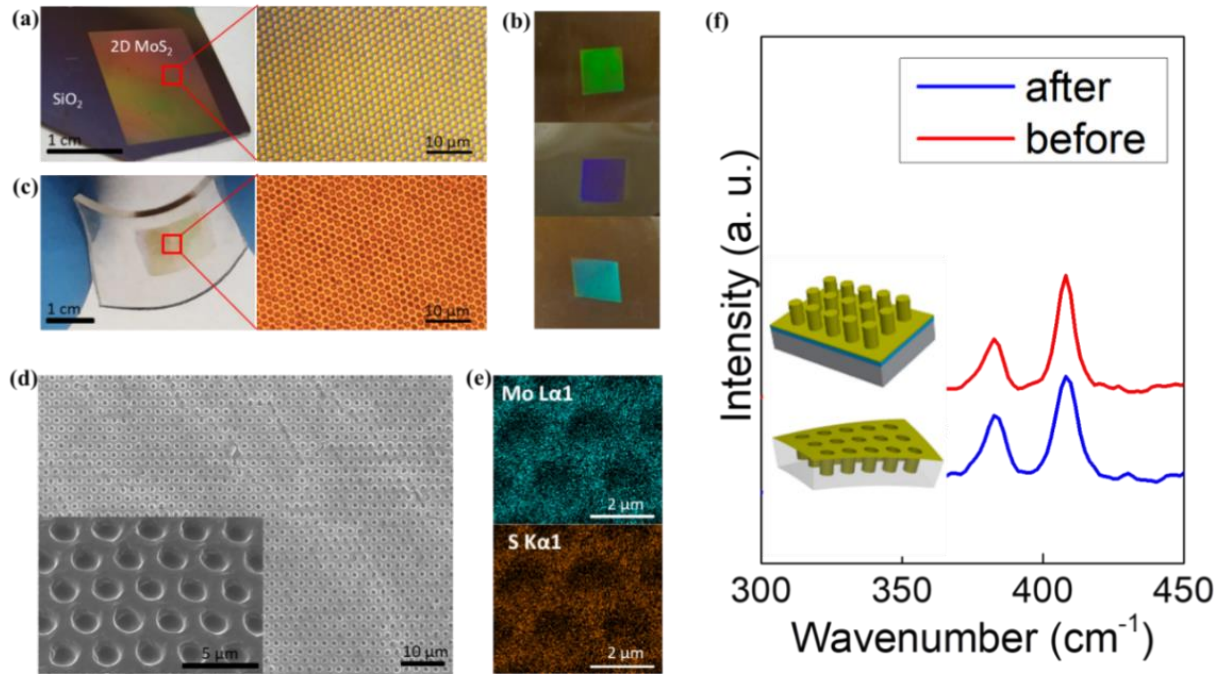 (a)
2D MoS₂
SiO₂
1 cm
10 μm
(b)
(c)
1 cm
10 μm
(d)
5 μm
10 μm
(e)
Mo Lα1
2 μm
S Kα1
2 μm
(f)
after
before
Intensity (a. u.)
300
350
400
450
Wavenumber (cm⁻¹)